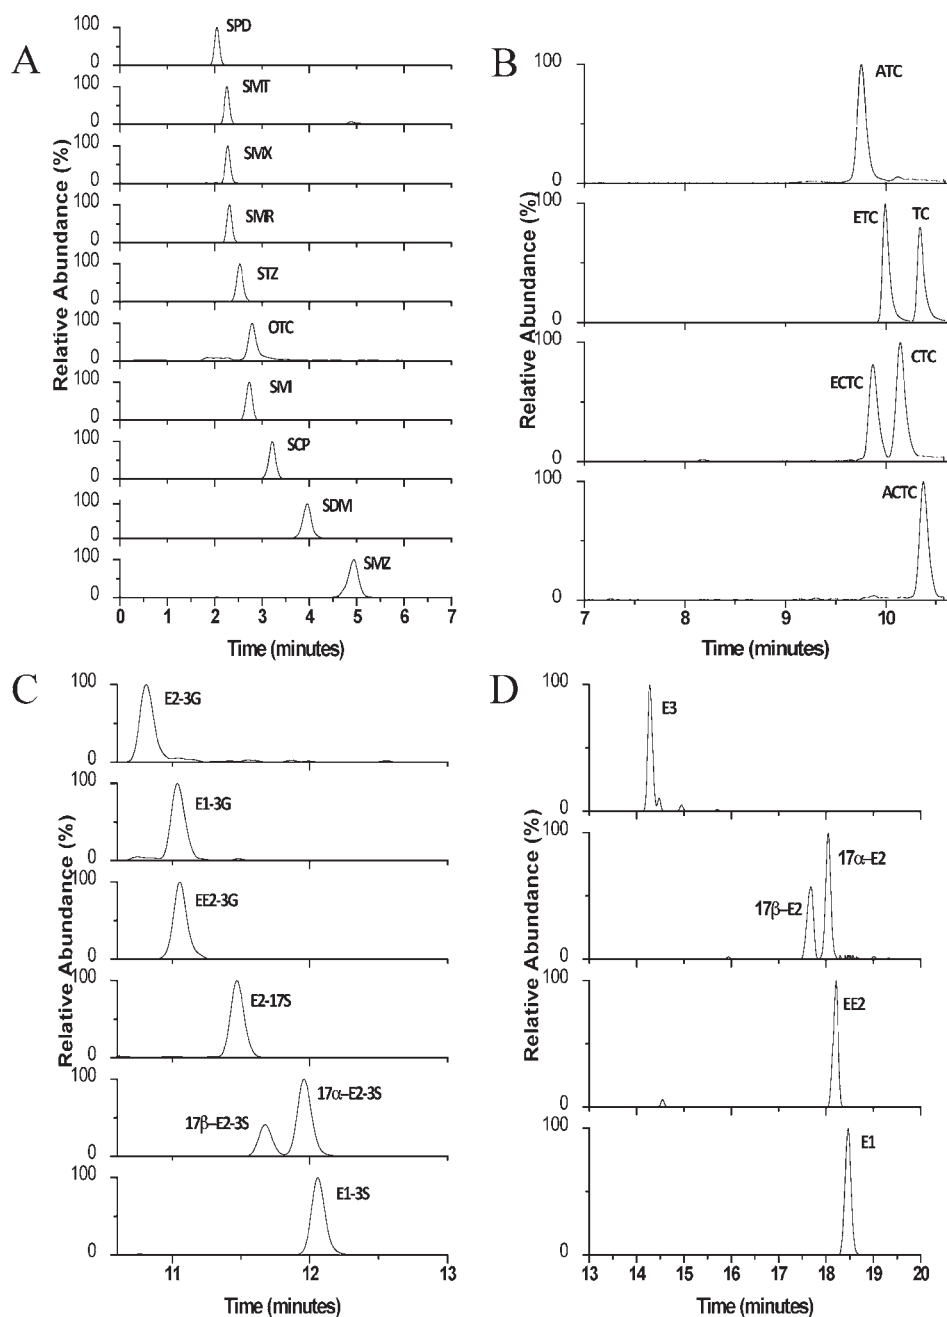 A
Relative Abundance (%)
100
0
SPD
100
0
SMT
100
0
SMX
100
0
SMR
100
0
STZ
100
0
OTC
100
0
SMI
100
0
SCP
100
0
SDM
100
0
SMZ
0 1 2 3 4 5 6 7
Time (minutes)
B
Relative Abundance (%)
100
0
ATC
100
0
ETC TC
100
0
ECTC CTC
100
0
ACTC
7 8 9 10
Time (minutes)
C
Relative Abundance (%)
100
0
E2-3G
100
0
E1-3G
100
0
EE2-3G
100
0
E2-17S
100
0
17β–E2-3S 17α–E2-3S
100
0
E1-3S
11 12 13
Time (minutes)
D
Relative Abundance (%)
100
0
E3
100
0
17β–E2 17α–E2
100
0
EE2
100
0
E1
13 14 15 16 17 18 19 20
Time (minutes)